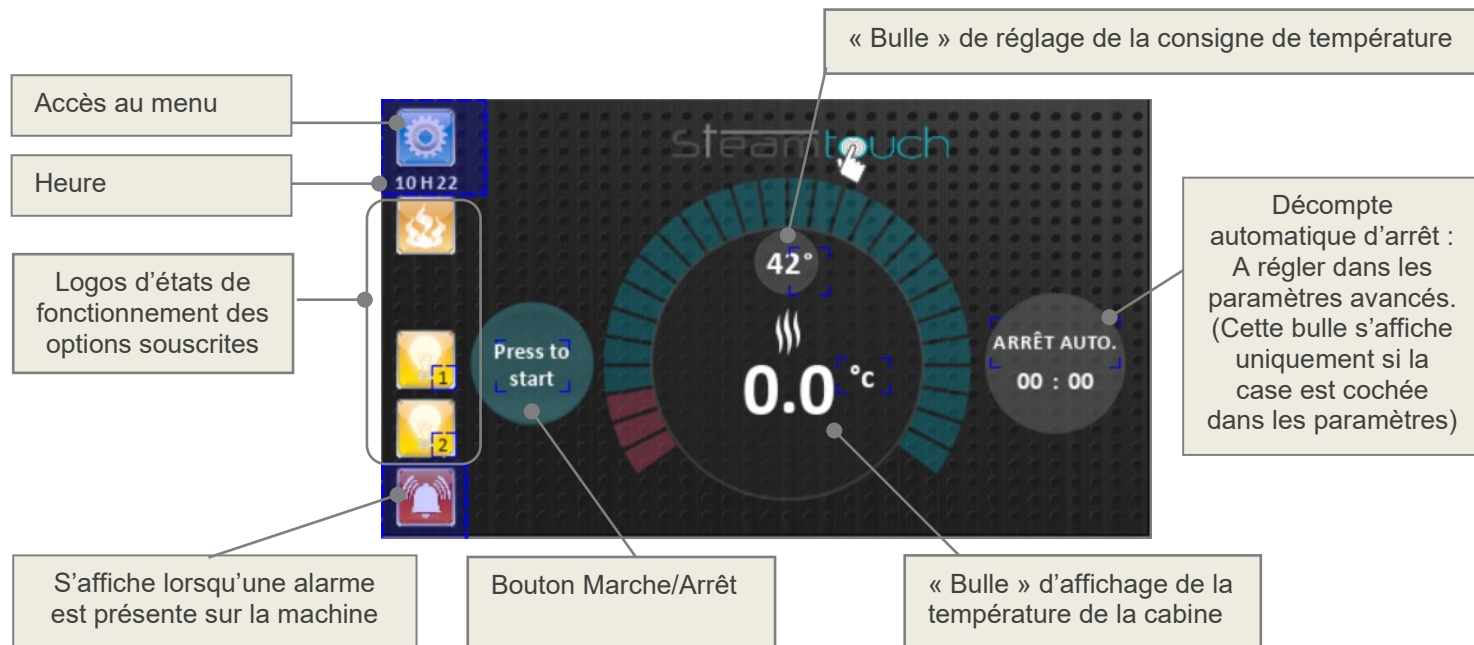 « Bulle » de réglage de la consigne de température
Accès au menu
steamtouch
Heure
10 H 22
Décompte
automatique d'arrêt :
A régler dans les
paramètres avancés.
(Cette bulle s'affiche
uniquement si la
case est cochée
dans les paramètres)
42°
Logos d'états de
fonctionnement des
options souscrites
Press to
start
1
2
0.0 °c
ARRÊT AUTO.
00 : 00
S'affiche lorsqu'une alarme
est présente sur la machine
Bouton Marche/Arrêt
« Bulle » d'affichage de la
température de la cabine